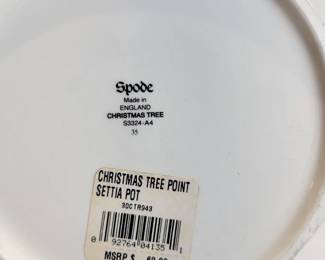 Spode
Made in
ENGLAND
CHRISTMAS TREE
S3324-A4
35
CHRISTMAS TREE POINT
SETTIA POT
3DCTR943
0 92764 04135 1
MSRP $